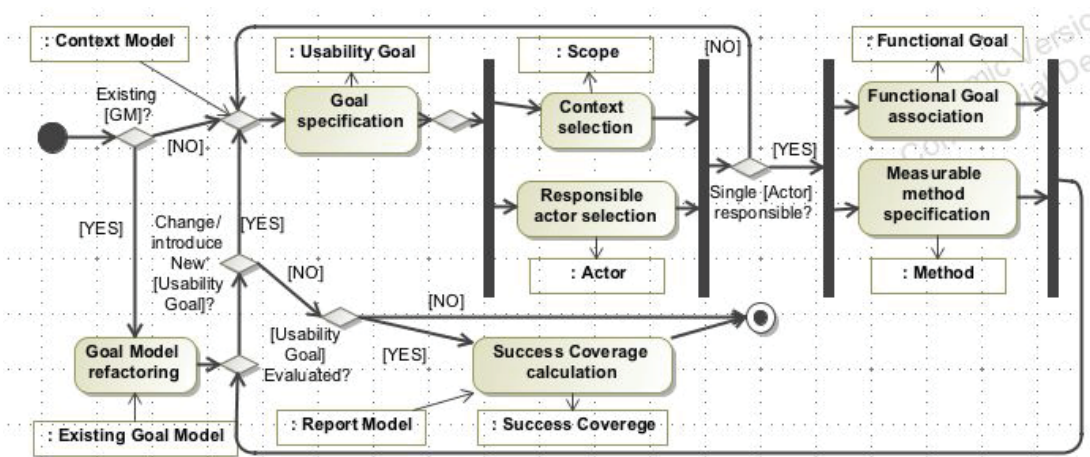 : Context Model
: Usability Goal
: Scope
[NO]
: Functional Goal
Existing
[GM]?
Goal
specification
Context
selection
Functional Goal
association
[NO]
[YES]
Single [Actor]
responsible?
Responsible
actor selection
Measurable
method
specification
[YES]
Change/
introduce
New
[Usability
Goal]?
[YES]
[NO]
: Actor
: Method
[NO]
Goal Model
refactoring
[Usability
Goal]
Evaluated?
[YES]
Success Coverage
calculation
: Existing Goal Model
: Report Model
: Success Coverege